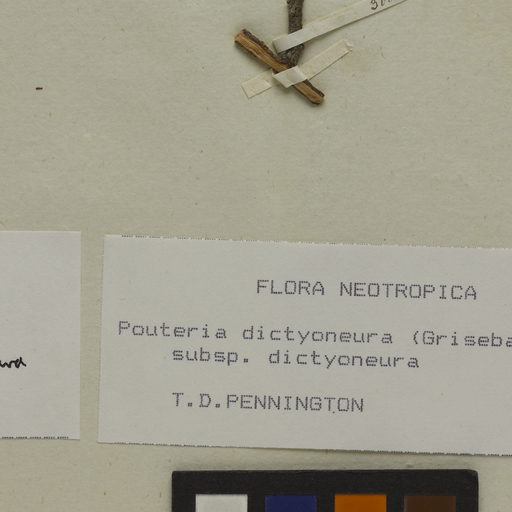 FLORA NEOTROPICA
Pouteria dictyoneura (Griseba
subsp. dictyoneura
T.D.PENNINGTON